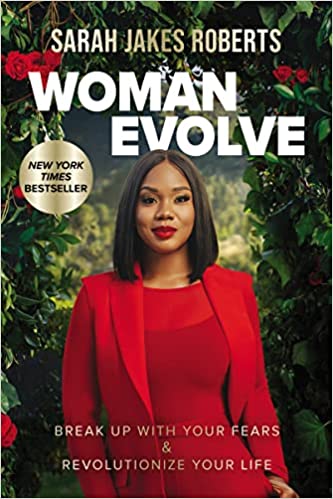 SARAH JAKES ROBERTS
WOMAN
EVOLVE
NEW YORK
TIMES
BESTSELLER
BREAK UP WITH YOUR FEARS
&
REVOLUTIONIZE YOUR LIFE